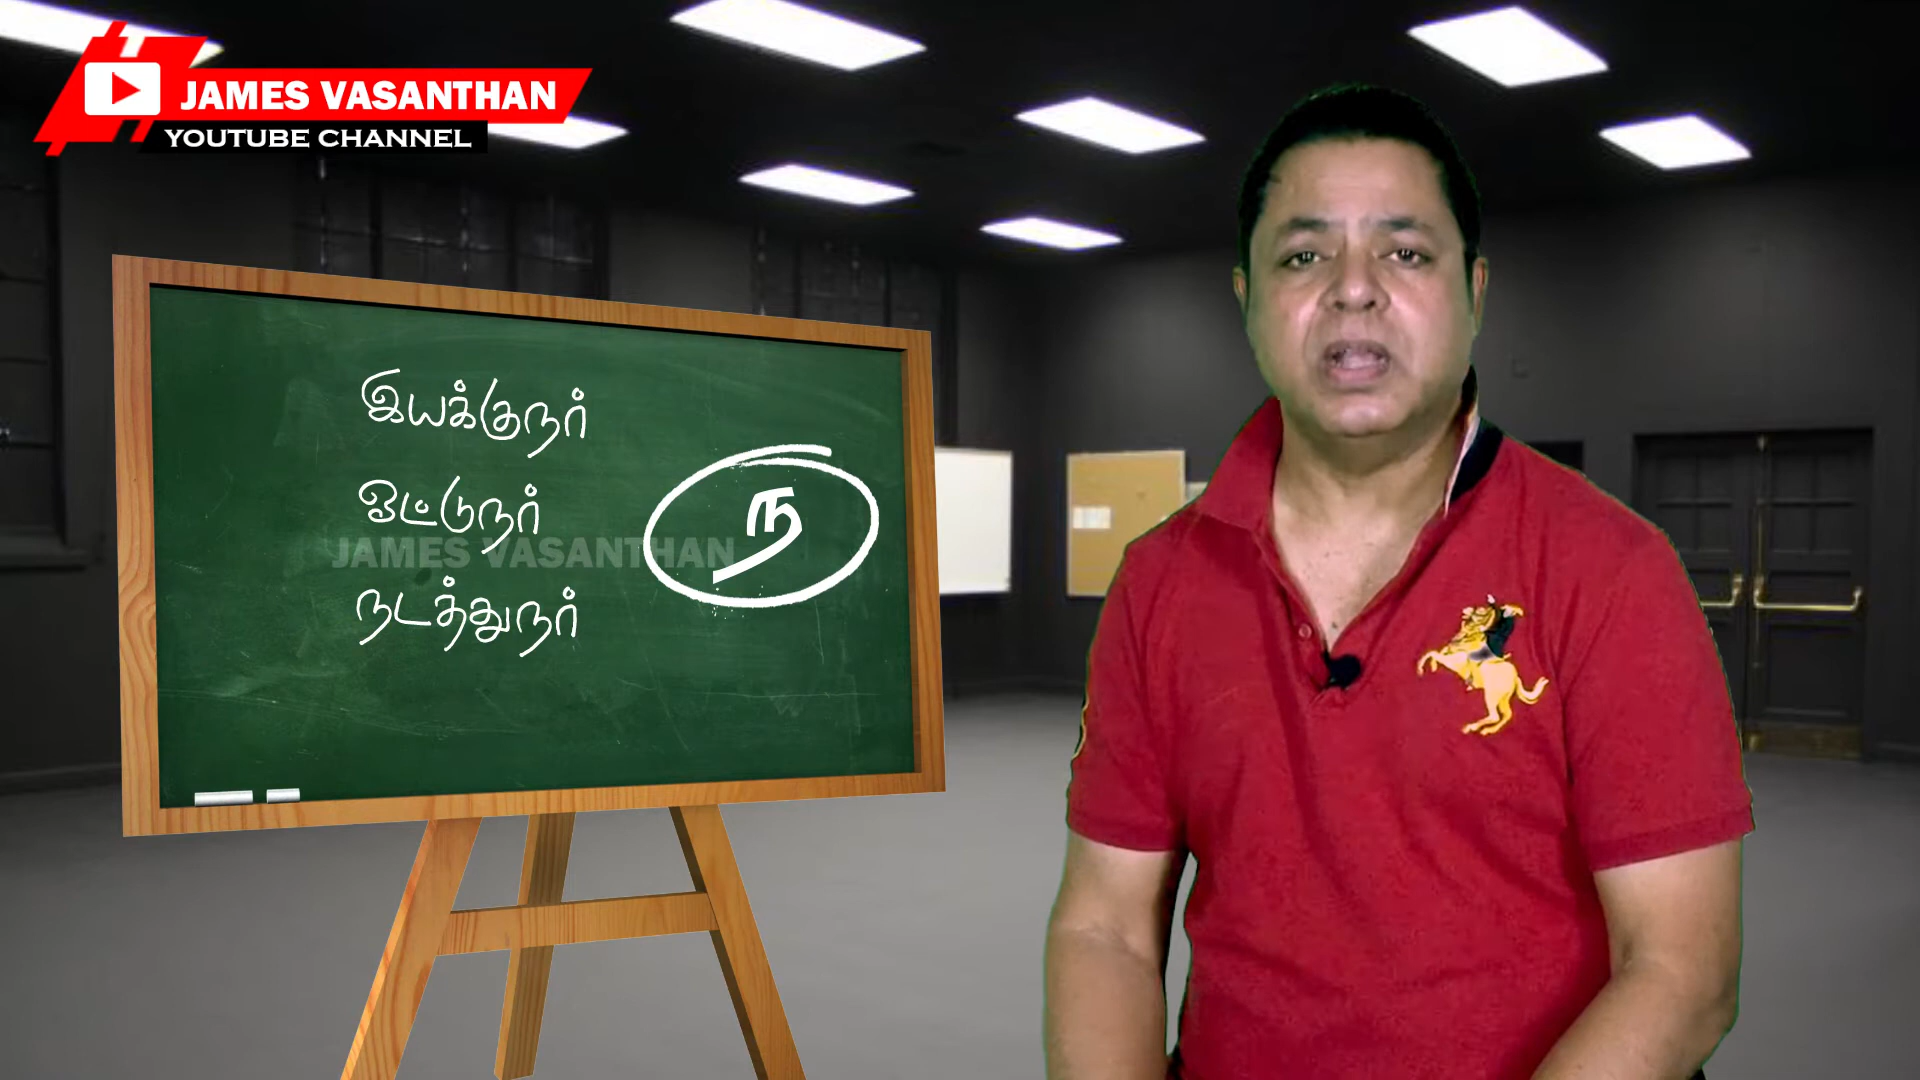 JAMES VASANTHAN
YOUTUBE CHANNEL
இயக்குநர்
ஓட்டுநர்
நடத்துநர்
ந
JAMES VASANTHAN